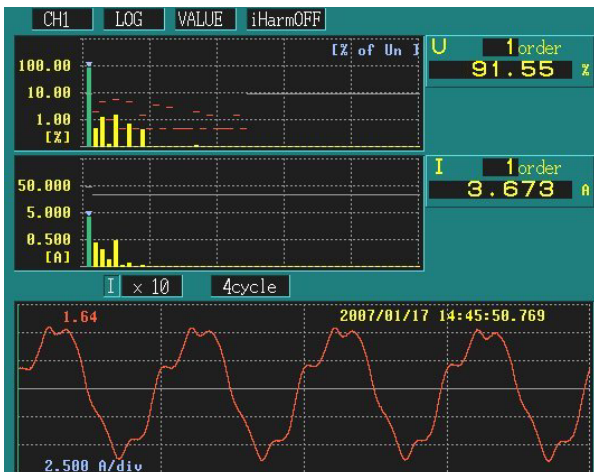 CH1 LOG VALUE iHarmOFF
[% of Un ]
U 1 order
91.55 %
100.00
10.00
1.00
[%]
I 1 order
3.673 A
50.000
5.000
0.500
[A]
I x 10 4cycle
1.64 2007/01/17 14:45:50.769
2.500 A/div